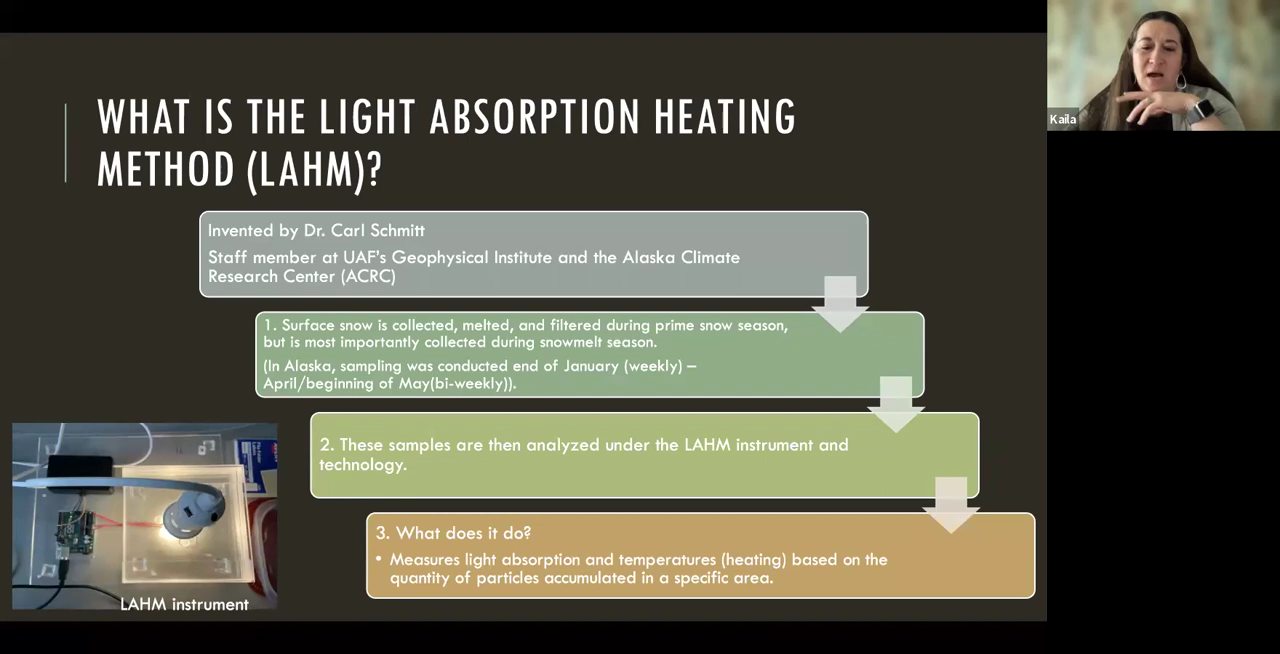 WHAT IS THE LIGHT ABSORPTION HEATING
METHOD (LAHM)?
Kaila
Invented by Dr. Carl Schmitt
Staff member at UAF's Geophysical Institute and the Alaska Climate
Research Center (ACRC)
1. Surface snow is collected, melted, and filtered during prime snow season,
but is most importantly collected during snowmelt season.
(In Alaska, sampling was conducted end of January (weekly) –
April/beginning of May(bi-weekly)).
2. These samples are then analyzed under the LAHM instrument and
technology.
3. What does it do?
• Measures light absorption and temperatures (heating) based on the
quantity of particles accumulated in a specific area.
LAHM instrument